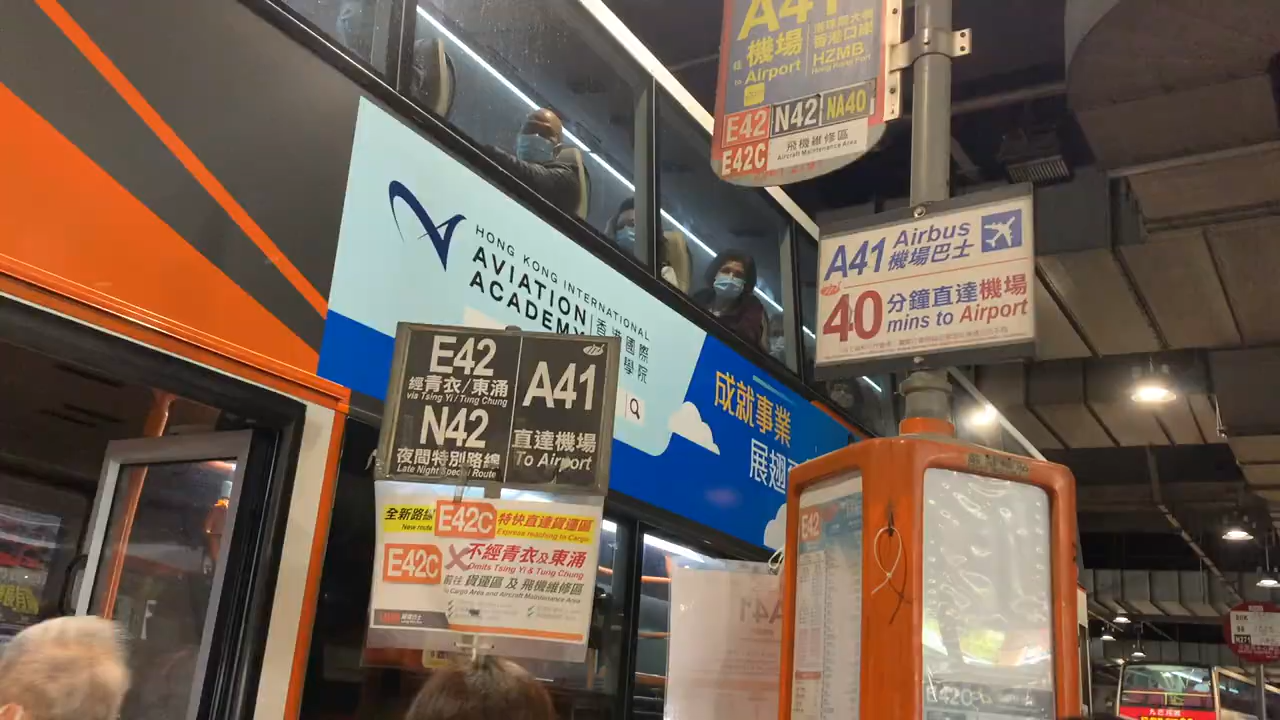 A41
機場
to Airport
香港口岸
HZMB
Hong Kong Port
E42
N42
NA40
E42C
飛機維修區
Aircraft Maintenance Area
A41 Airbus
機場巴士
40 分鐘直達機場
mins to Airport
HONG KONG INTERNATIONAL
AVIATION
ACADEMY
香港國際
學院
成就事業
展翅
E42
經青衣/東涌
via Tsing Yi / Tung Chung
N42
夜間特別路線
Late Night Special Route
A41
直達機場
To Airport
全新路線
New route
E42C
特快直達貨運區
Express reaching to Cargo
E42C
不經青衣及東涌
Omits Tsing Yi & Tung Chung
前往 貨運區 及 飛機維修區
To Cargo Area and Aircraft Maintenance Area
E42
A41